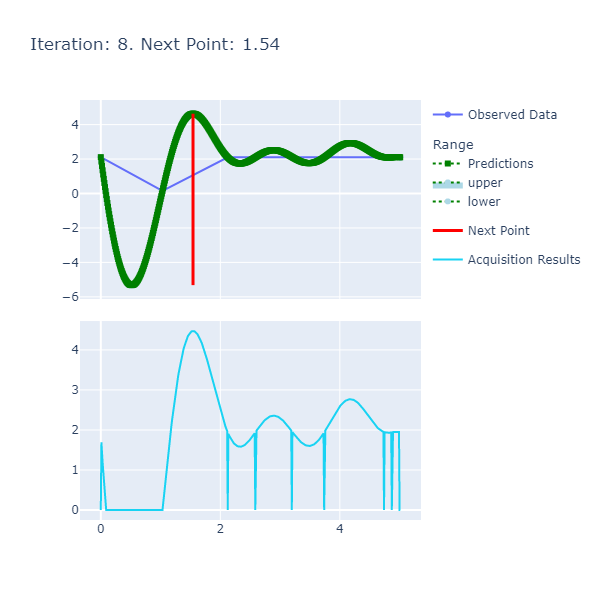 Iteration: 8. Next Point: 1.54
4
2
0
−2
−4
−6
Observed Data
Range
Predictions
upper
lower
Next Point
Acquisition Results
4
3
2
1
0
0
2
4